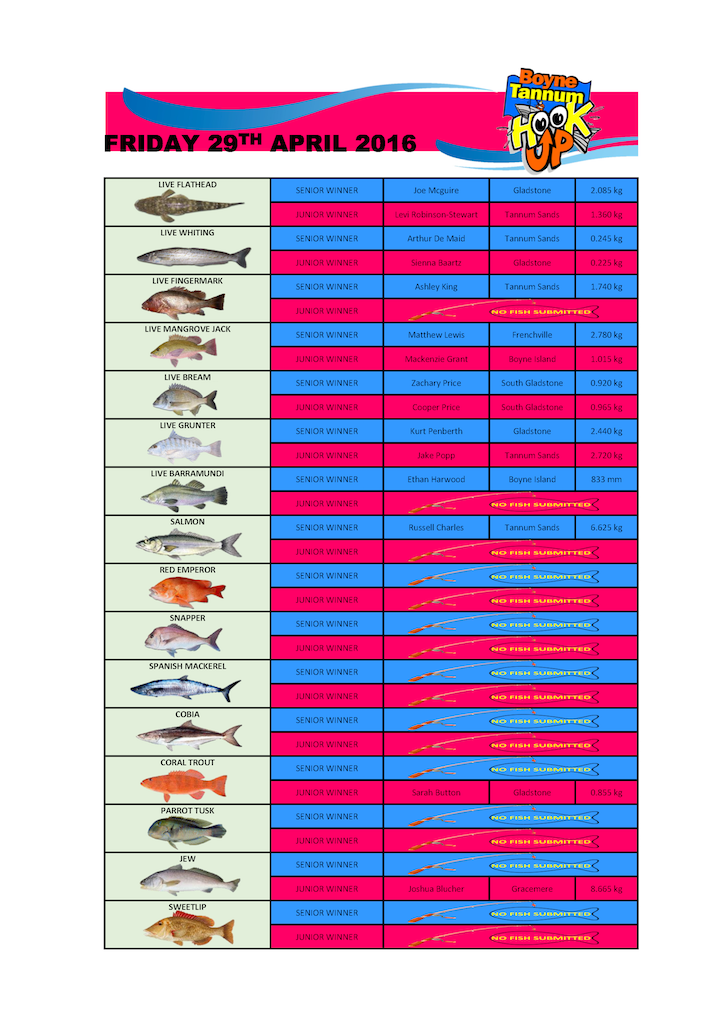 Boyne
Tannum
HOOK
UP
FRIDAY 29TH APRIL 2016
LIVE FLATHEAD
SENIOR WINNER Joe Mcguire Gladstone 2.085 kg
JUNIOR WINNER Levi Robinson-Stewart Tannum Sands 1.350 kg
LIVE WHITING
SENIOR WINNER Arthur De Maid Tannum Sands 0.245 kg
JUNIOR WINNER Sienna Baartz Gladstone 0.225 kg
LIVE FINGERMARK
SENIOR WINNER Ashley King Tannum Sands 1.740 kg
JUNIOR WINNER NO FISH SUBMITTED
LIVE MANGROVE JACK
SENIOR WINNER Matthew Lewis Frenchville 2.780 kg
JUNIOR WINNER Mackenzie Grant Boyne island 1.015 kg
LIVE BREAM
SENIOR WINNER Zachary Price South Gladstone 0.920 kg
JUNIOR WINNER Cooper Price South Gladstone 0.965 kg
LIVE GRUNTER
SENIOR WINNER Kurt Penberth Gladstone 2.440 kg
JUNIOR WINNER Jake Popp Tannum Sands 2.720 kg
LIVE BARRAMUNDI
SENIOR WINNER Ethan Harwood Boyne Island 833 mm
JUNIOR WINNER NO FISH SUBMITTED
SALMON
SENIOR WINNER Russell Charles Tannum Sands 6.625 kg
JUNIOR WINNER NO FISH SUBMITTED
RED EMPEROR
SENIOR WINNER NO FISH SUBMITTED
JUNIOR WINNER NO FISH SUBMITTED
SNAPPER
SENIOR WINNER NO FISH SUBMITTED
JUNIOR WINNER NO FISH SUBMITTED
SPANISH MACKEREL
SENIOR WINNER NO FISH SUBMITTED
JUNIOR WINNER NO FISH SUBMITTED
COBIA
SENIOR WINNER NO FISH SUBMITTED
JUNIOR WINNER NO FISH SUBMITTED
CORAL TROUT
SENIOR WINNER NO FISH SUBMITTED
JUNIOR WINNER Sarah Button Gladstone 0.855 kg
PARROT TUSK
SENIOR WINNER NO FISH SUBMITTED
JUNIOR WINNER NO FISH SUBMITTED
JEW
SENIOR WINNER NO FISH SUBMITTED
JUNIOR WINNER Joshua Blucher Gracemere 8.665 kg
SWEETLIP
SENIOR WINNER NO FISH SUBMITTED
JUNIOR WINNER NO FISH SUBMITTED